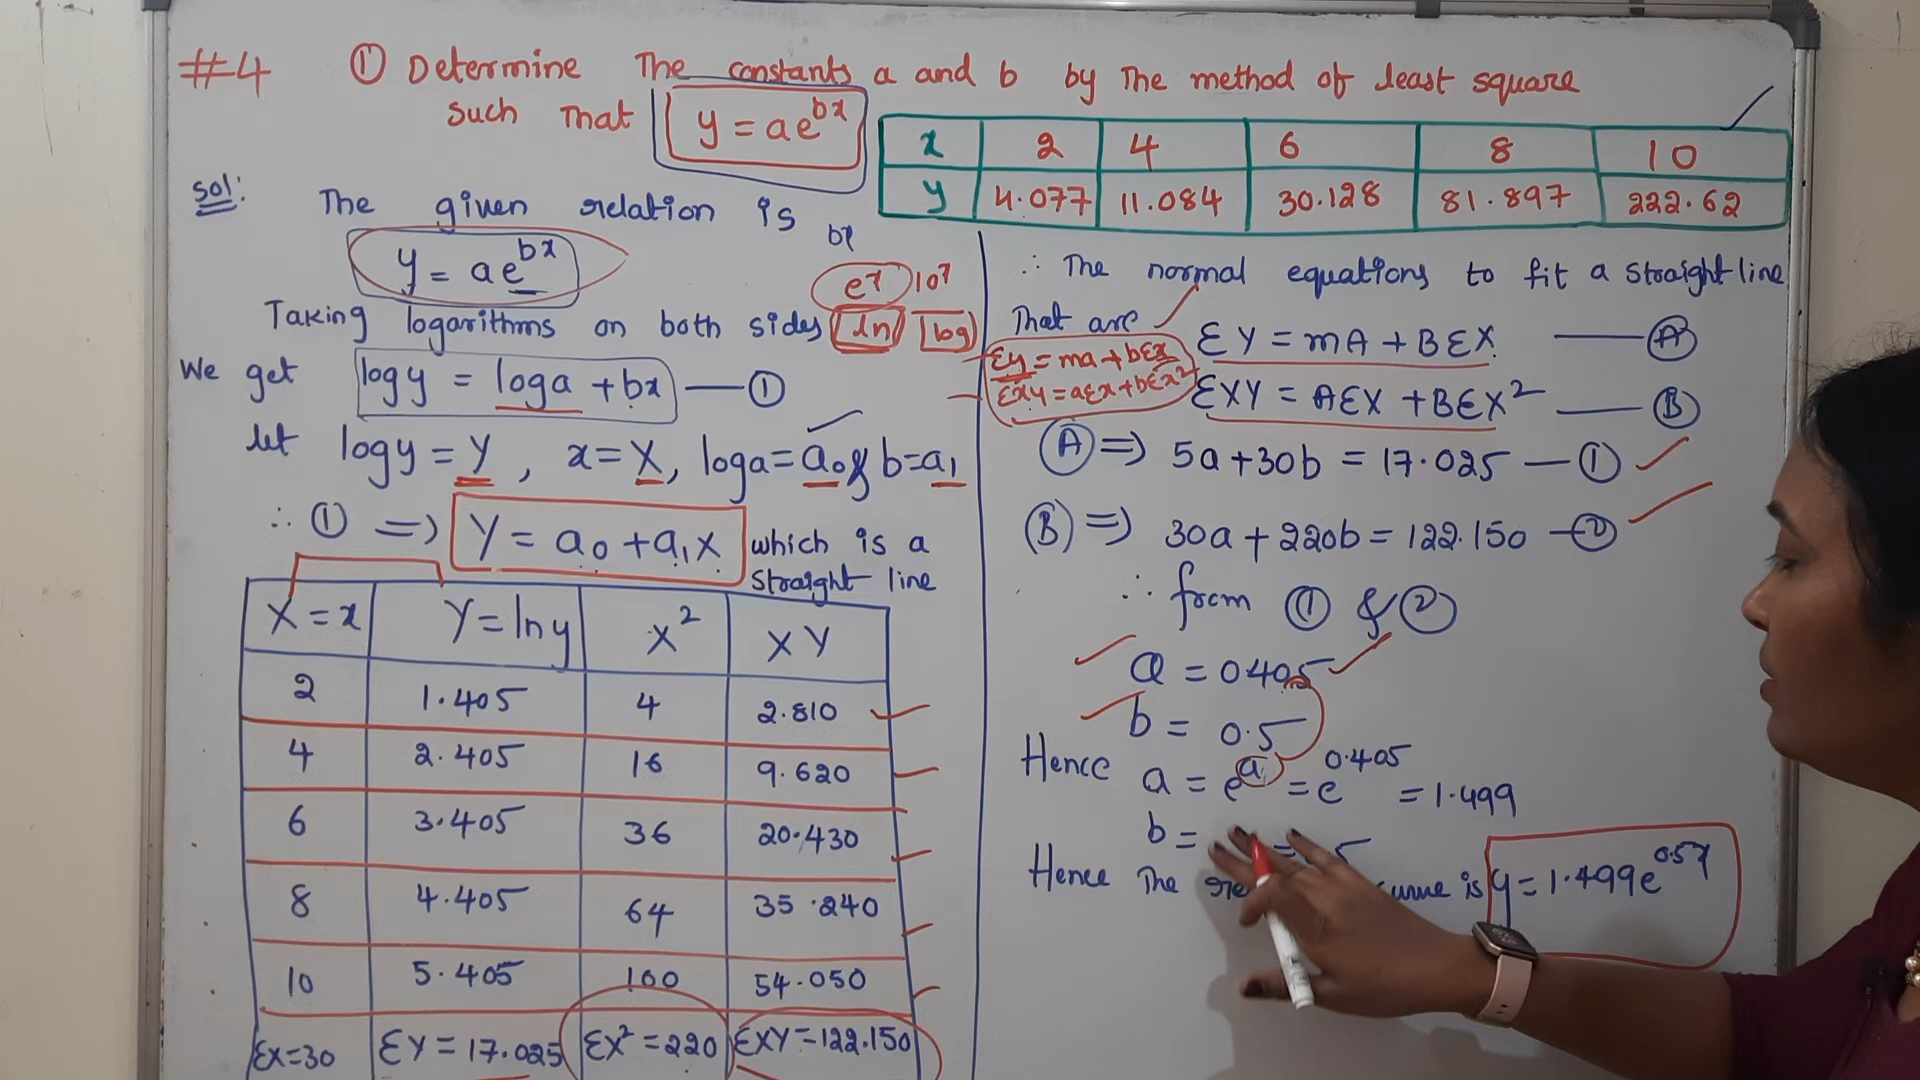 #4 ① Determine The constants a and b by The method of least square
such That y = ae^bx
x 2 4 6 8 10
y 4.077 11.084 30.128 81.897 222.62
Sol: The given relation is
bx
y = ae^bx
e^x 10^x
Taking logarithms on both sides ln log
We get log y = log a + bx — ①
let log y = Y, x = X, log a = a₀ & b = a₁
∴ ① => Y = a₀ + a₁x which is a
straight line
X = x Y = ln y X² XY
2 1.405 4 2.810
4 2.405 16 9.620
6 3.405 36 20.430
8 4.405 64 35.240
10 5.405 100 54.050
ΣX=30 ΣY = 17.025 ΣX² = 220 ΣXY = 122.150
∴ The normal equations to fit a straight line
That are ΣY = mA + BΣX — Ⓐ
Σy = ma + bΣx
Σxy = aΣx + bΣx²
ΣXY = AΣX + BΣX² — Ⓑ
Ⓐ => 5a + 30b = 17.025 — ①
Ⓑ => 30a + 220b = 122.150 — ②
∴ from ① & ②
a = 0.405
b = 0.5
Hence a = e^a = e^0.405 = 1.499
b =
Hence The curve is y = 1.499e^0.5x